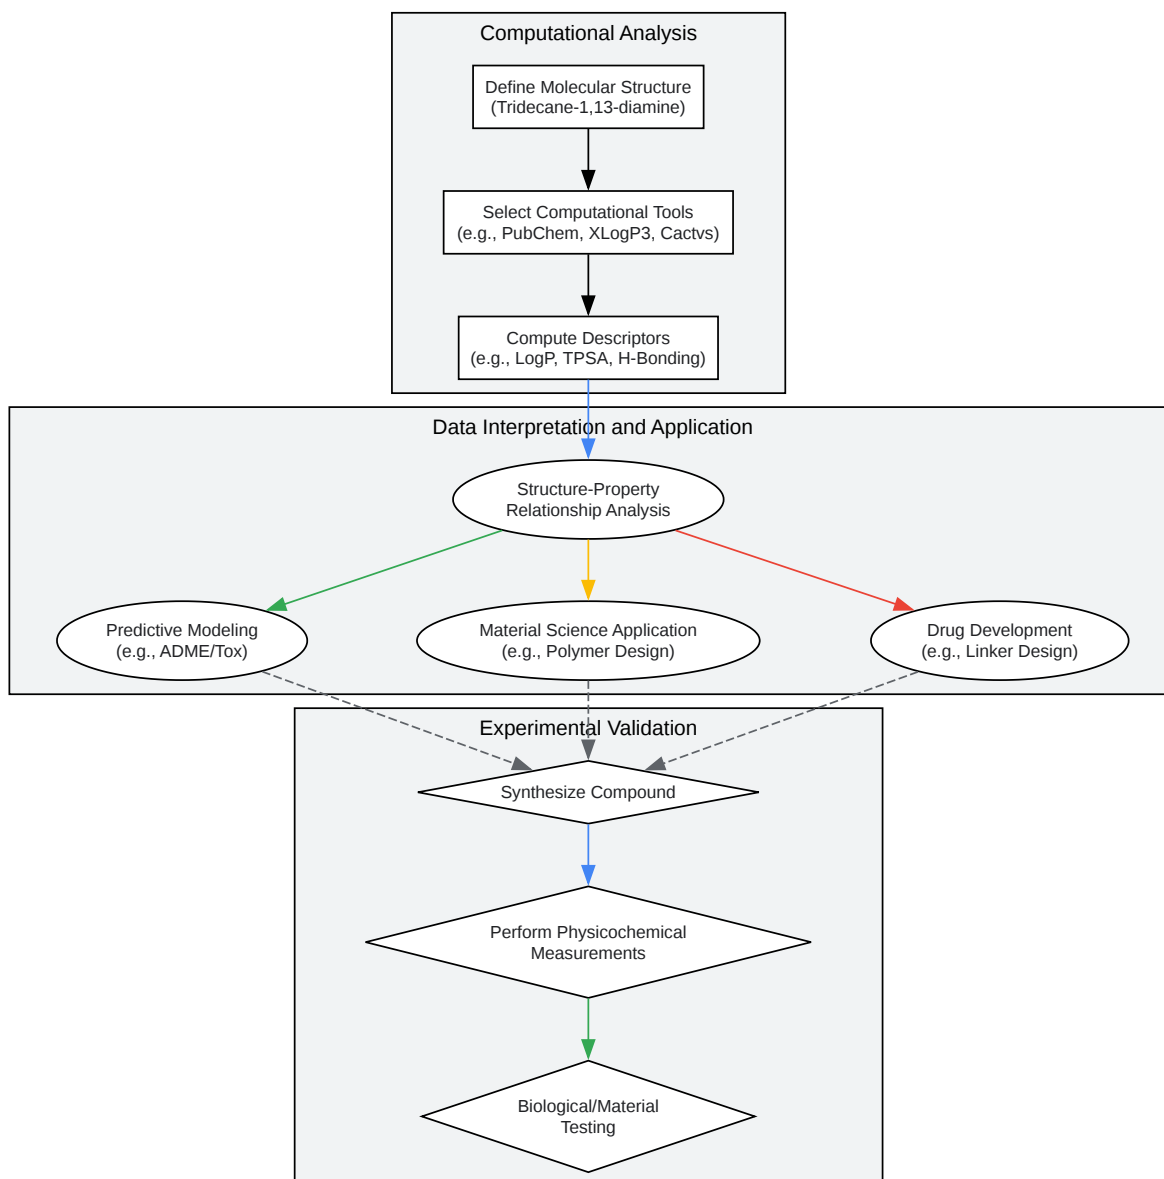 Computational Analysis
Define Molecular Structure
(Tridecane-1,13-diamine)
Select Computational Tools
(e.g., PubChem, XLogP3, Cactvs)
Compute Descriptors
(e.g., LogP, TPSA, H-Bonding)
Data Interpretation and Application
Structure-Property
Relationship Analysis
Predictive Modeling
(e.g., ADME/Tox)
Material Science Application
(e.g., Polymer Design)
Drug Development
(e.g., Linker Design)
Experimental Validation
Synthesize Compound
Perform Physicochemical
Measurements
Biological/Material
Testing